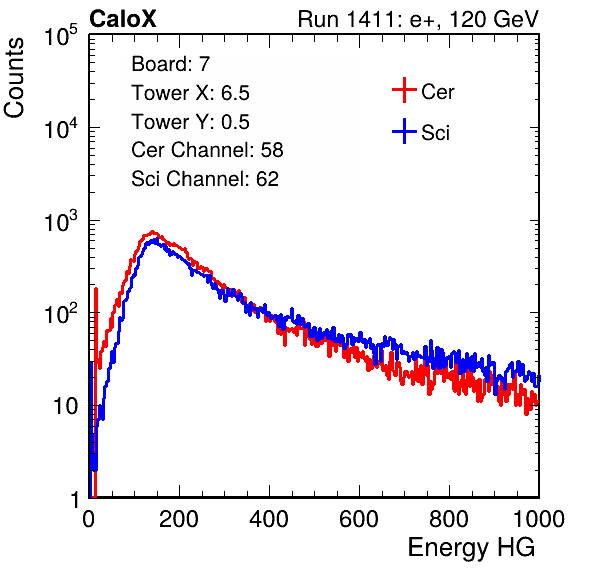 CaloX Run 1411: e+, 120 GeV
Counts
10^5
10^4
10^3
10^2
10
1
Board: 7
Tower X: 6.5
Tower Y: 0.5
Cer Channel: 58
Sci Channel: 62
Cer
Sci
0 200 400 600 800 1000
Energy HG